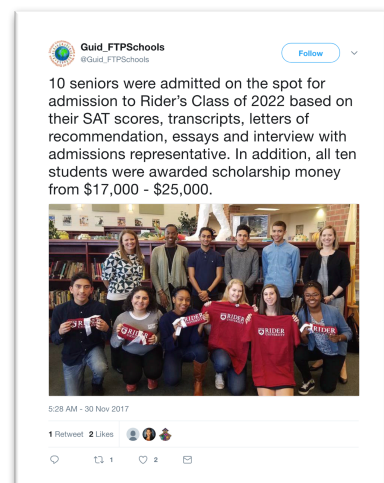 Guid_FTPSchools
@Guid_FTPSchools
Follow
10 seniors were admitted on the spot for
admission to Rider’s Class of 2022 based on
their SAT scores, transcripts, letters of
recommendation, essays and interview with
admissions representative. In addition, all ten
students were awarded scholarship money
from $17,000 - $25,000.
RIDER
RIDER
RIDER
RIDER
RIDER
RIDER
5:28 AM - 30 Nov 2017
1 Retweet 2 Likes
1
2